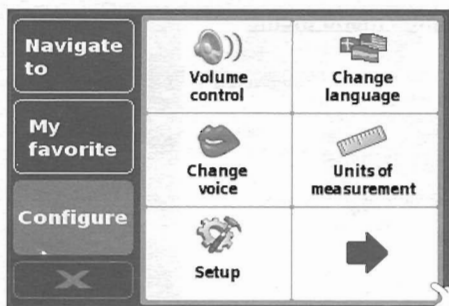 Navigate
to
My
favorite
Configure
Volume
control
Change
language
Change
voice
Units of
measurement
Setup